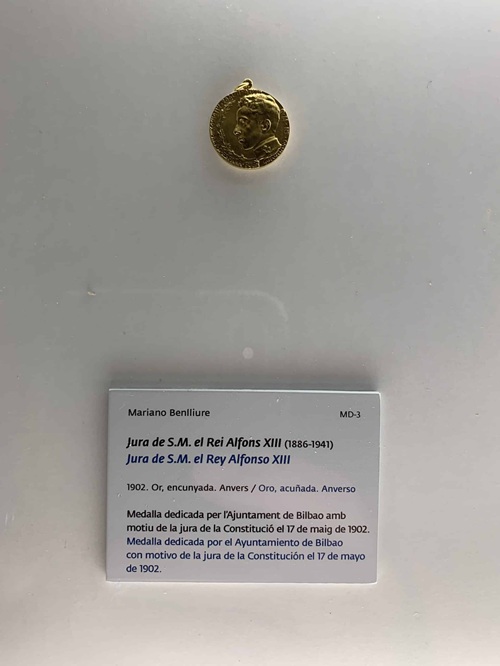 Mariano Benlliure
MD-3
Jura de S.M. el Rei Alfons XIII (1886-1941)
Jura de S.M. el Rey Alfonso XIII
1902. Or, encunyada. Anvers / Oro, acuñada. Anverso
Medalla dedicada per l'Ajuntament de Bilbao amb
motiu de la jura de la Constitució el 17 de maig de 1902.
Medalla dedicada por el Ayuntamiento de Bilbao
con motivo de la jura de la Constitución el 17 de mayo
de 1902.